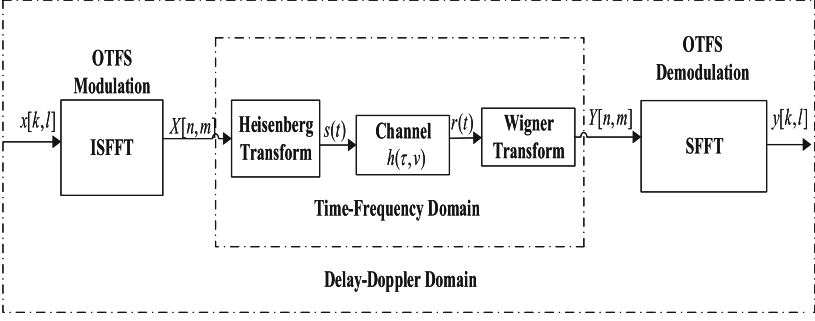 OTFS
Modulation
x[k,l]
ISFFT
X[n,m]
Heisenberg
Transform
s(t)
Channel
h(τ,ν)
r(t)
Wigner
Transform
Y[n,m]
OTFS
Demodulation
SFFT
y[k,l]
Time-Frequency Domain
Delay-Doppler Domain